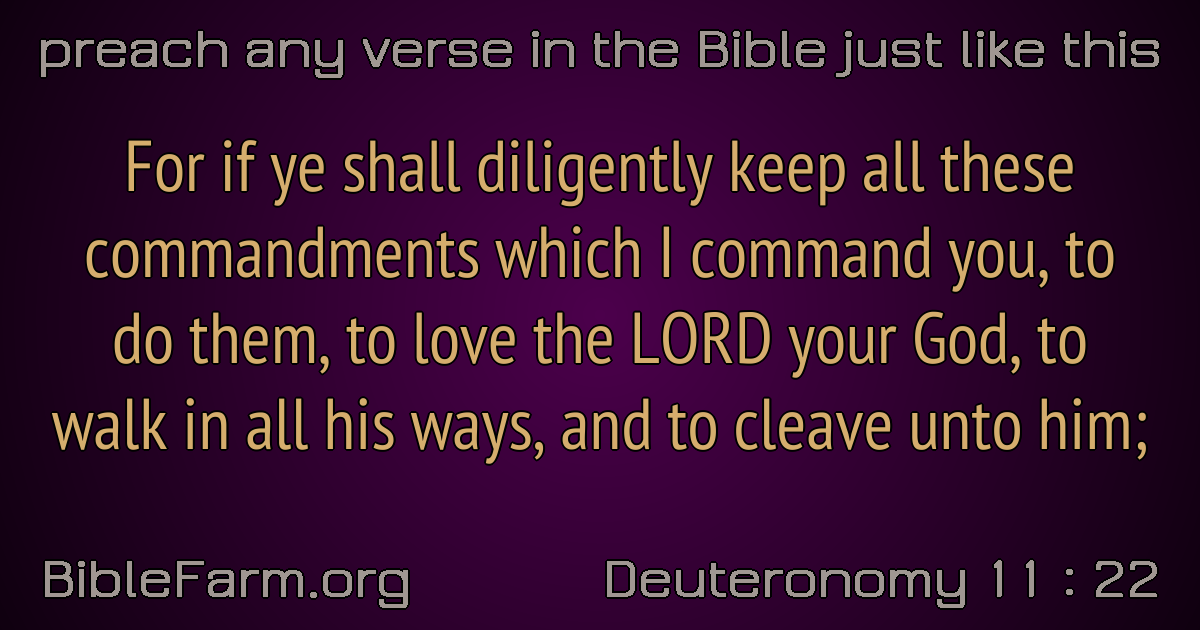 preach any verse in the Bible just like this
For if ye shall diligently keep all these
commandments which I command you, to
do them, to love the LORD your God, to
walk in all his ways, and to cleave unto him;
BibleFarm.org
Deuteronomy 11 : 22